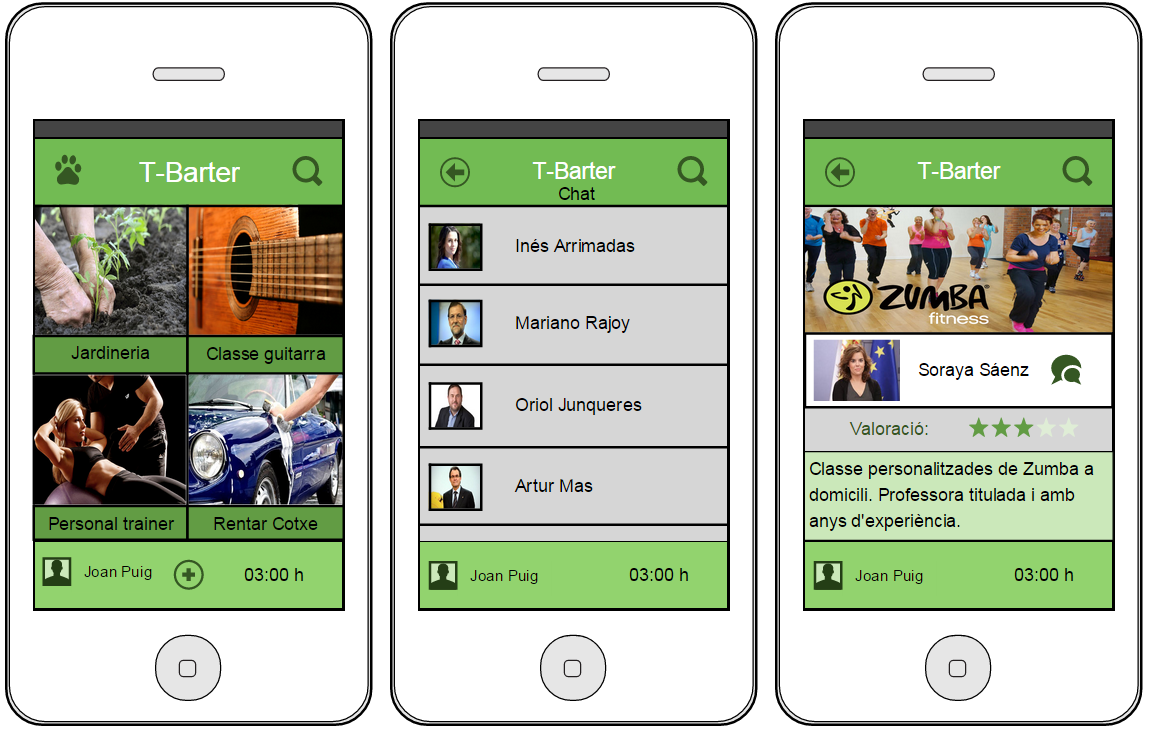 T-Barter
Jardineria
Classe guitarra
Personal trainer
Rentar Cotxe
Joan Puig
03:00 h
T-Barter
Chat
Inés Arrimadas
Mariano Rajoy
Oriol Junqueres
Artur Mas
Joan Puig
03:00 h
T-Barter
ZUMBA®
fitness
Soraya Sáenz
Valoració:
Classe personalitzades de Zumba a
domicili. Professora titulada i amb
anys d'experiència.
Joan Puig
03:00 h